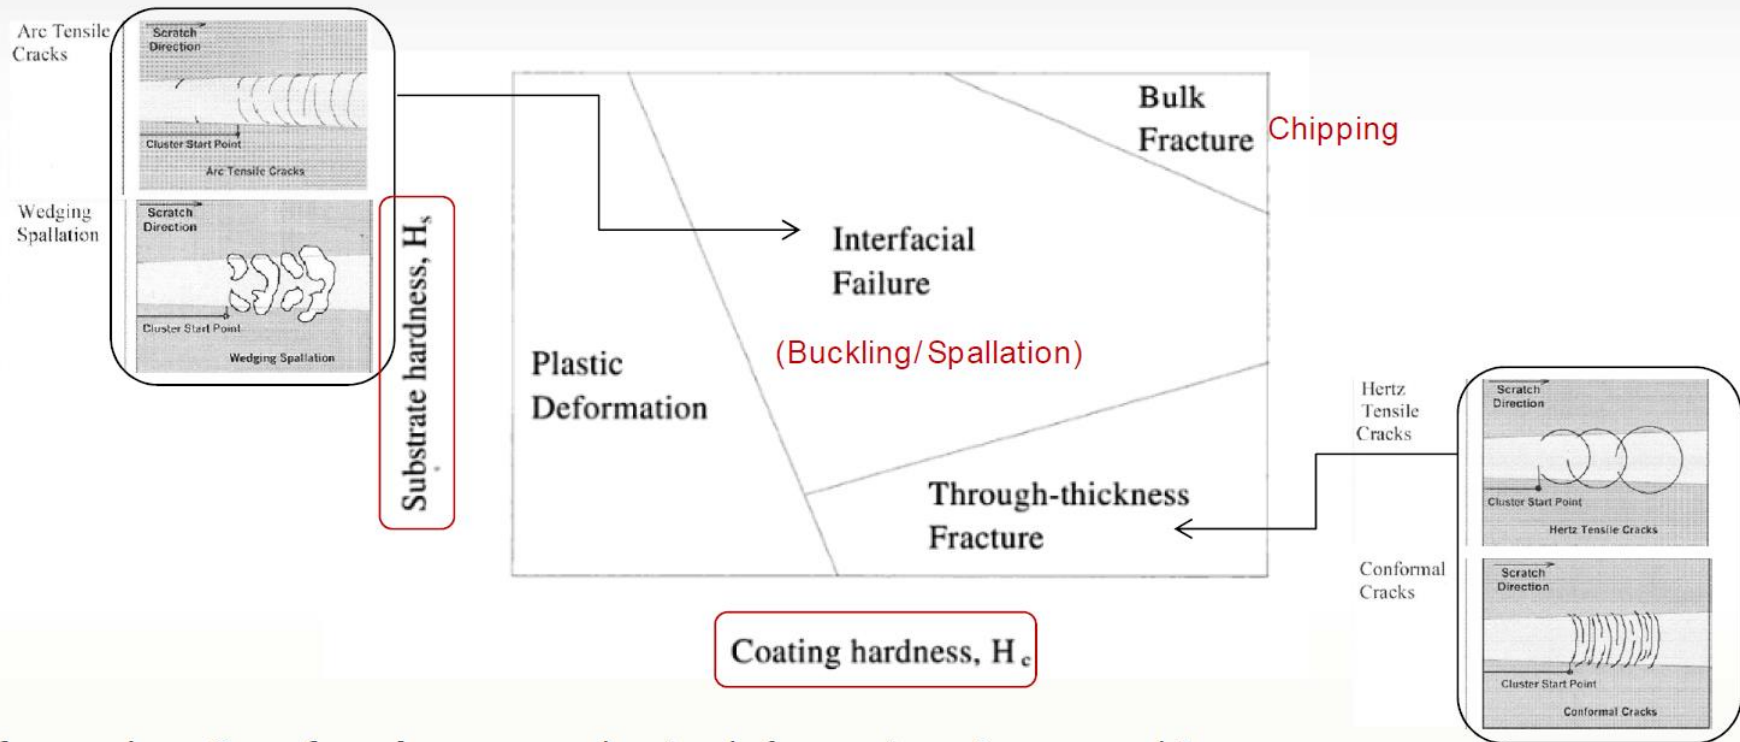 Arc Tensile
Cracks
Scratch
Direction
Cluster Start Point
Arc Tensile Cracks
Wedging
Spallation
Scratch
Direction
Cluster Start Point
Wedging Spallation
Substrate hardness, Hs
Bulk
Fracture
Chipping
Interfacial
Failure
(Buckling/Spallation)
Plastic
Deformation
Through-thickness
Fracture
Coating hardness, Hc
Hertz
Tensile
Cracks
Scratch
Direction
Cluster Start Point
Hertz Tensile Cracks
Conformal
Cracks
Scratch
Direction
Cluster Start Point
Conformal Cracks